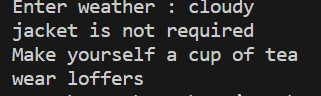 Enter weather : cloudy
jacket is not required
Make yourself a cup of tea
wear loffers